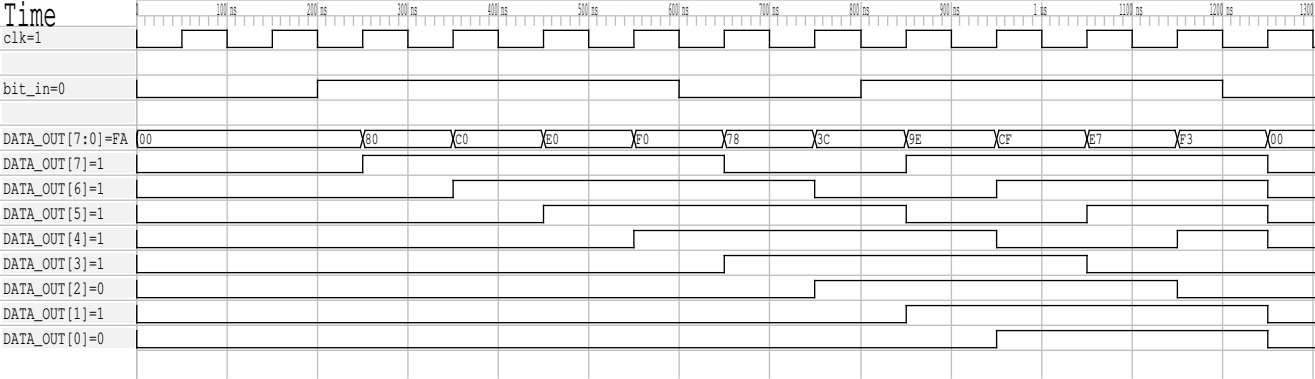 Time
0 100 ns 200 ns 300 ns 400 ns 500 ns 600 ns 700 ns 800 ns 900 ns 1 us 1100 ns 1200 ns 1300
clk=1
bit_in=0
DATA_OUT[7:0]=FA 00 80 C0 E0 F0 78 3C 9E CF E7 F3 00
DATA_OUT[7]=1
DATA_OUT[6]=1
DATA_OUT[5]=1
DATA_OUT[4]=1
DATA_OUT[3]=1
DATA_OUT[2]=0
DATA_OUT[1]=1
DATA_OUT[0]=0